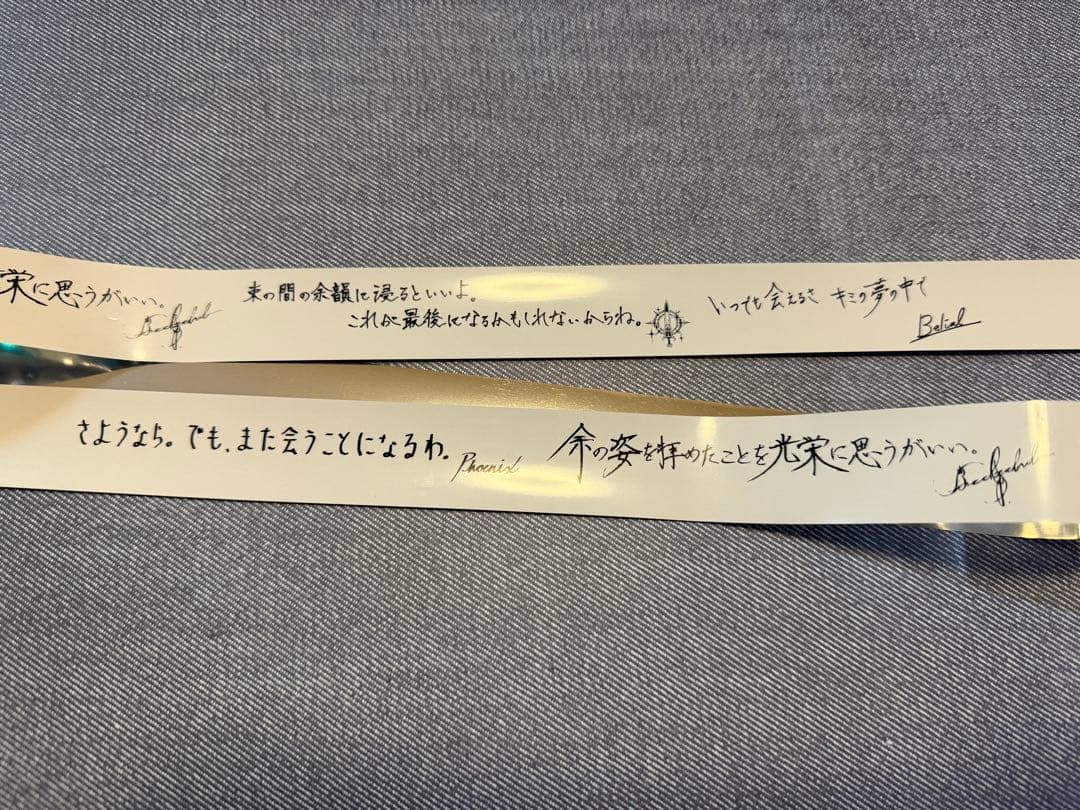 栄に思うがいい。
束の間の余韻に浸るといいよ。
これが最後になるかもしれないからね。
いつでも会えるさ キミの夢の中で
Belial
さようなら。でも、また会うことになるわ。
Phoenix
余の姿を拝めたことを光栄に思うがいい。